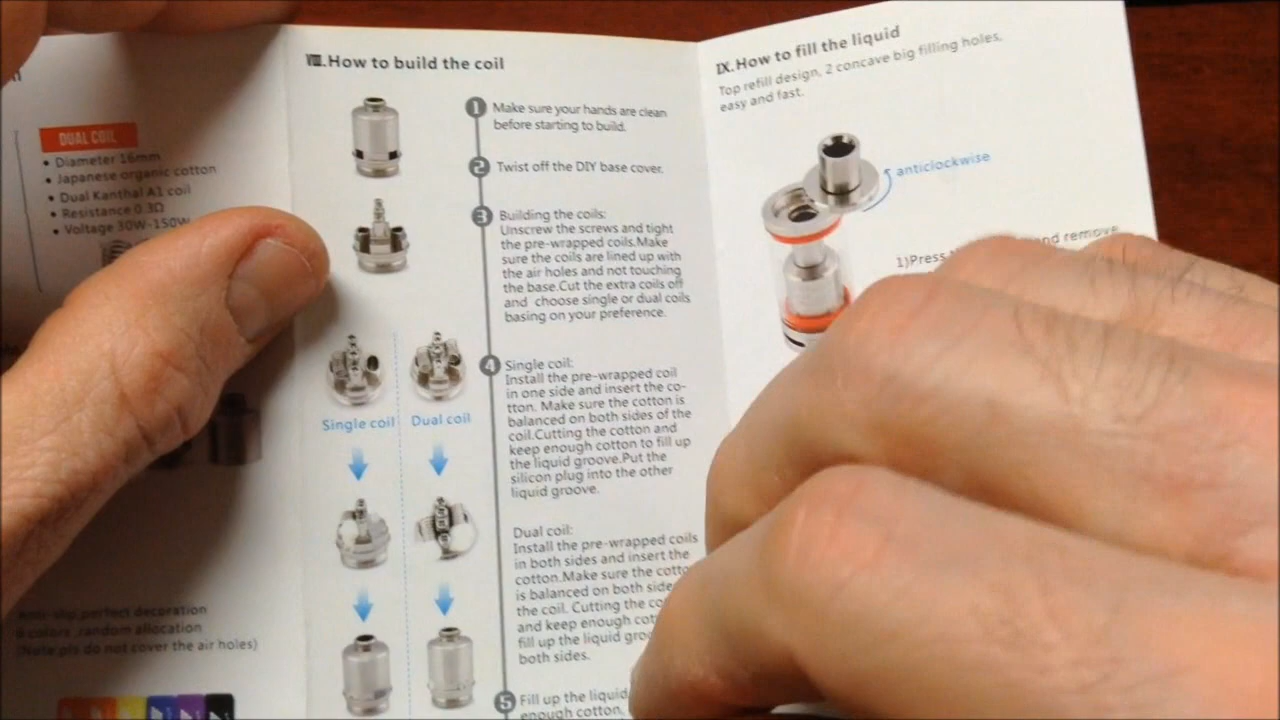 DUAL COIL
• Diameter 16mm
• Japanese organic cotton
• Dual Kanthal A1 coil
• Resistance 0.3Ω
• Voltage 30W-150W
perfect decoration
colors ,random allocation
(Note pls do not cover the air holes)
Ⅷ.How to build the coil
1 Make sure your hands are clean
before starting to build.
2 Twist off the DIY base cover.
3 Building the coils:
Unscrew the screws and tight
the pre-wrapped coils.Make
sure the coils are lined up with
the air holes and not touching
the base.Cut the extra coils off
and choose single or dual coils
basing on your preference.
Single coil
Dual coil
4 Single coil:
Install the pre-wrapped coil
in one side and insert the co-
tton. Make sure the cotton is
balanced on both sides of the
coil.Cutting the cotton and
keep enough cotton to fill up
the liquid groove.Put the
silicon plug into the other
liquid groove.
Dual coil:
Install the pre-wrapped coils
in both sides and insert the
cotton.Make sure the cotto
is balanced on both side
the coil. Cutting the co
and keep enough cot
fill up the liquid groo
both sides.
5 Fill up the liquid
enough cotton,
Ⅸ.How to fill the liquid
Top refill design, 2 concave big filling holes,
easy and fast.
anticlockwise
1)Press and remove